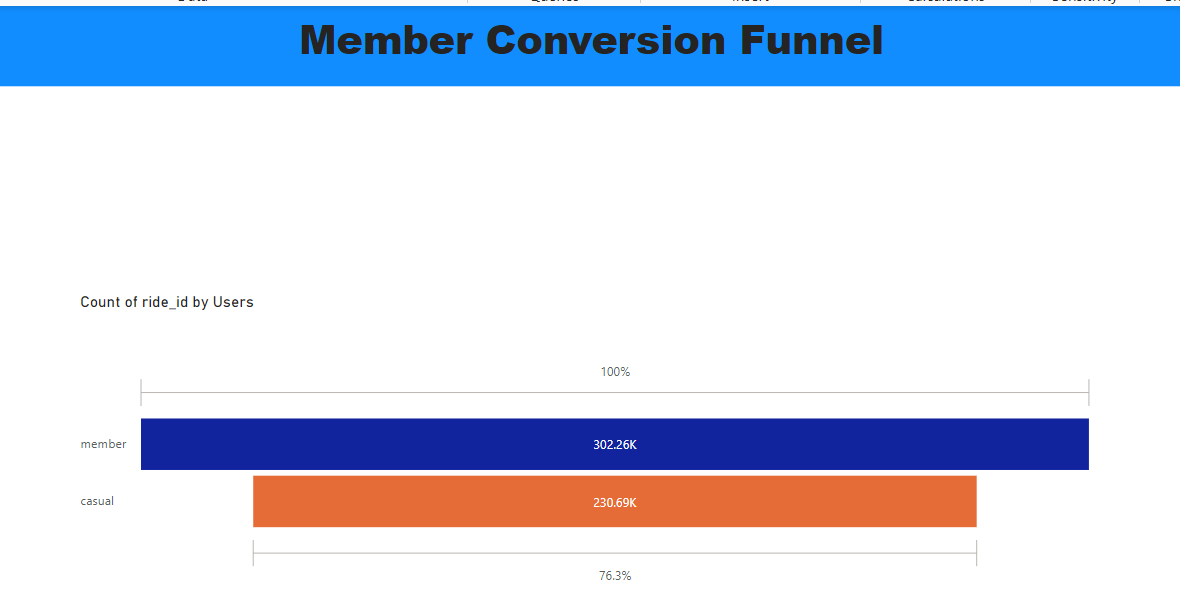 Member Conversion Funnel
Count of ride_id by Users
100%
member
302.26K
casual
230.69K
76.3%